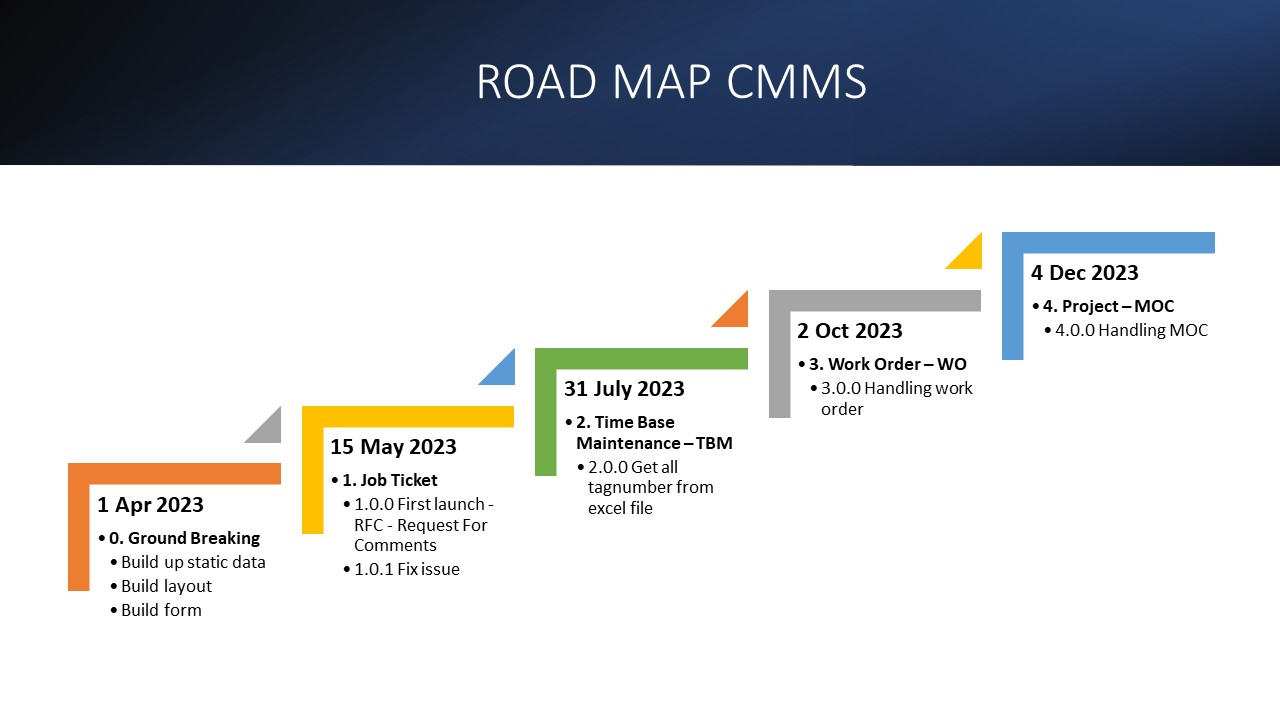 ROAD MAP CMMS
1 Apr 2023
• 0. Ground Breaking
• Build up static data
• Build layout
• Build form
15 May 2023
• 1. Job Ticket
• 1.0.0 First launch -
RFC - Request For
Comments
• 1.0.1 Fix issue
31 July 2023
• 2. Time Base
Maintenance – TBM
• 2.0.0 Get all
tagnumber from
excel file
2 Oct 2023
• 3. Work Order – WO
• 3.0.0 Handling work
order
4 Dec 2023
• 4. Project – MOC
• 4.0.0 Handling MOC